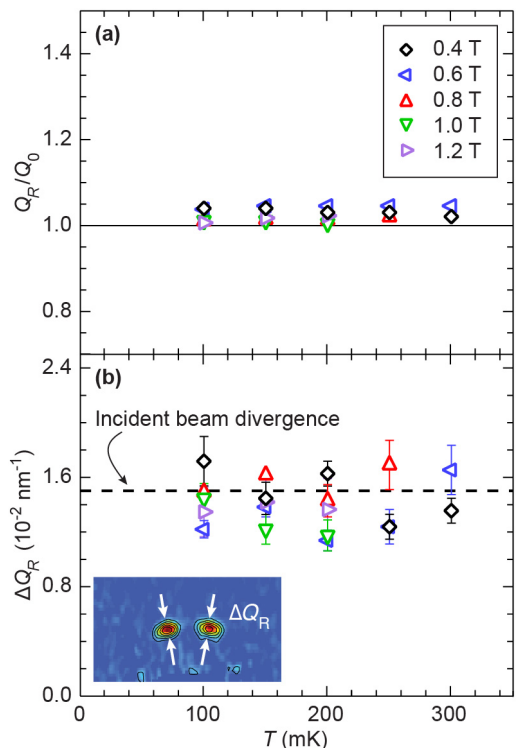 (a)
1.4
1.2
1.0
0.8
Q_R/Q_0
0.4 T
0.6 T
0.8 T
1.0 T
1.2 T
(b)
2.4
1.6
0.8
0.0
ΔQ_R (10⁻² nm⁻¹)
Incident beam divergence
ΔQ_R
0 100 200 300
T (mK)